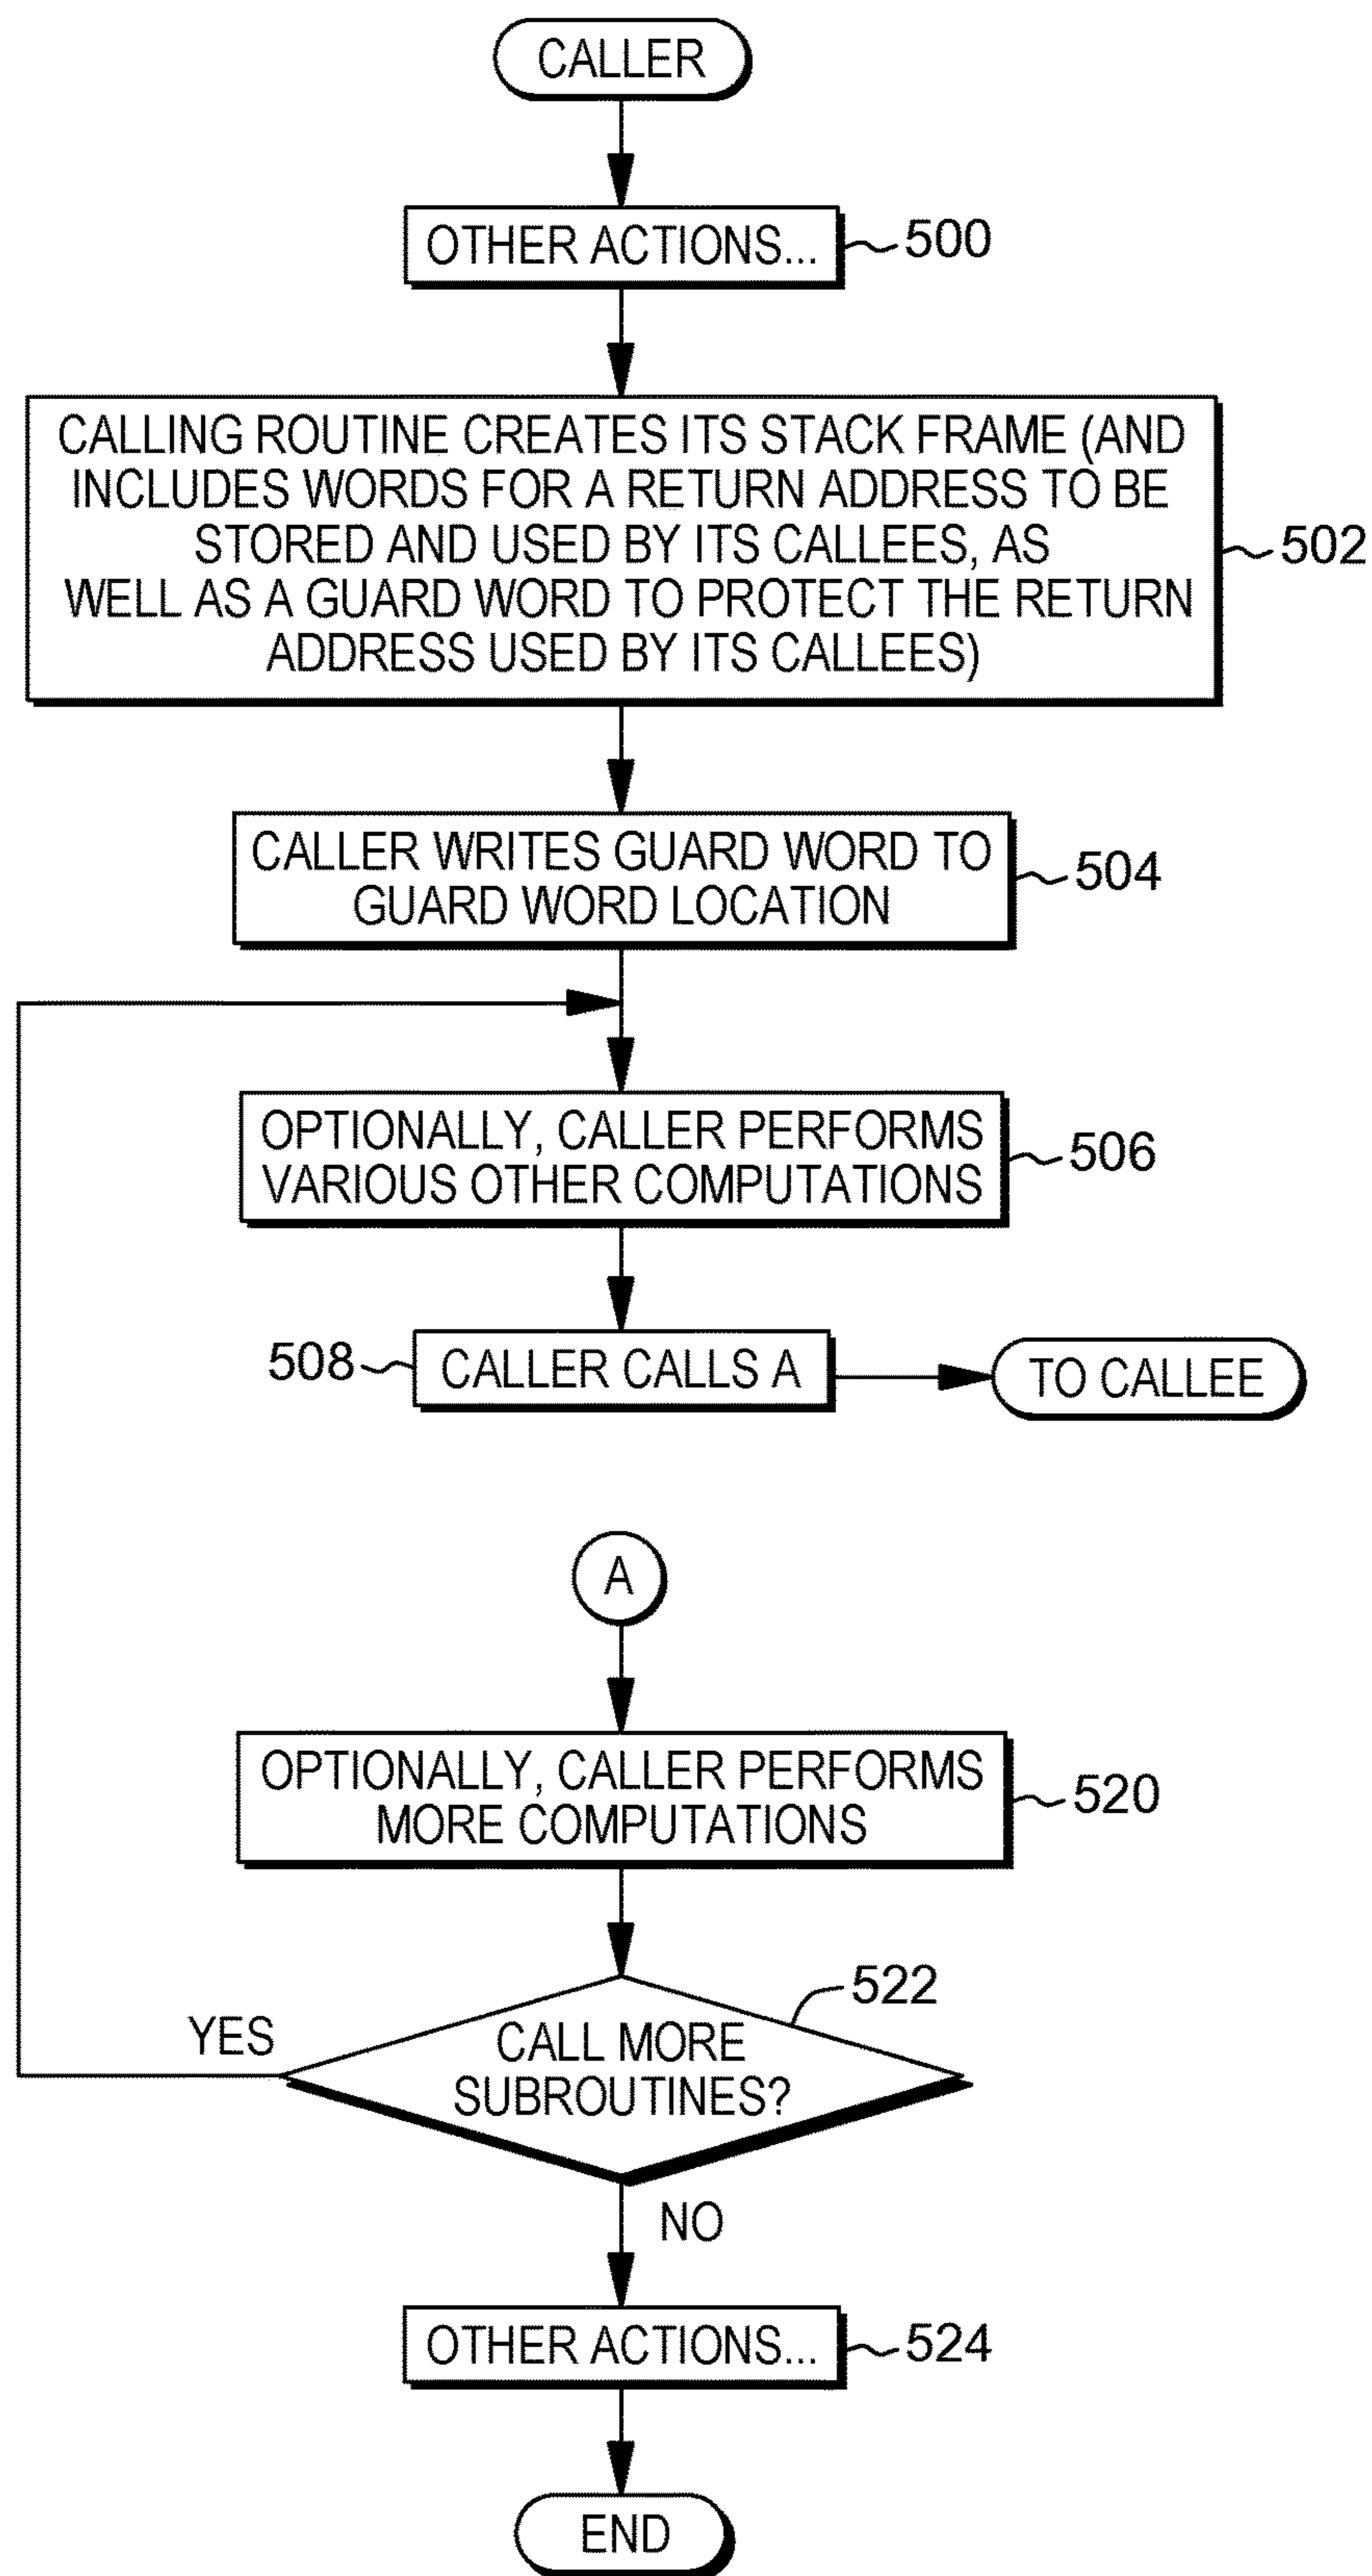 CALLER
OTHER ACTIONS...
500
CALLING ROUTINE CREATES ITS STACK FRAME (AND
INCLUDES WORDS FOR A RETURN ADDRESS TO BE
STORED AND USED BY ITS CALLEES, AS
WELL AS A GUARD WORD TO PROTECT THE RETURN
ADDRESS USED BY ITS CALLEES)
502
CALLER WRITES GUARD WORD TO
GUARD WORD LOCATION
504
OPTIONALLY, CALLER PERFORMS
VARIOUS OTHER COMPUTATIONS
506
508
CALLER CALLS A
TO CALLEE
A
OPTIONALLY, CALLER PERFORMS
MORE COMPUTATIONS
520
522
YES
CALL MORE
SUBROUTINES?
NO
OTHER ACTIONS...
524
END